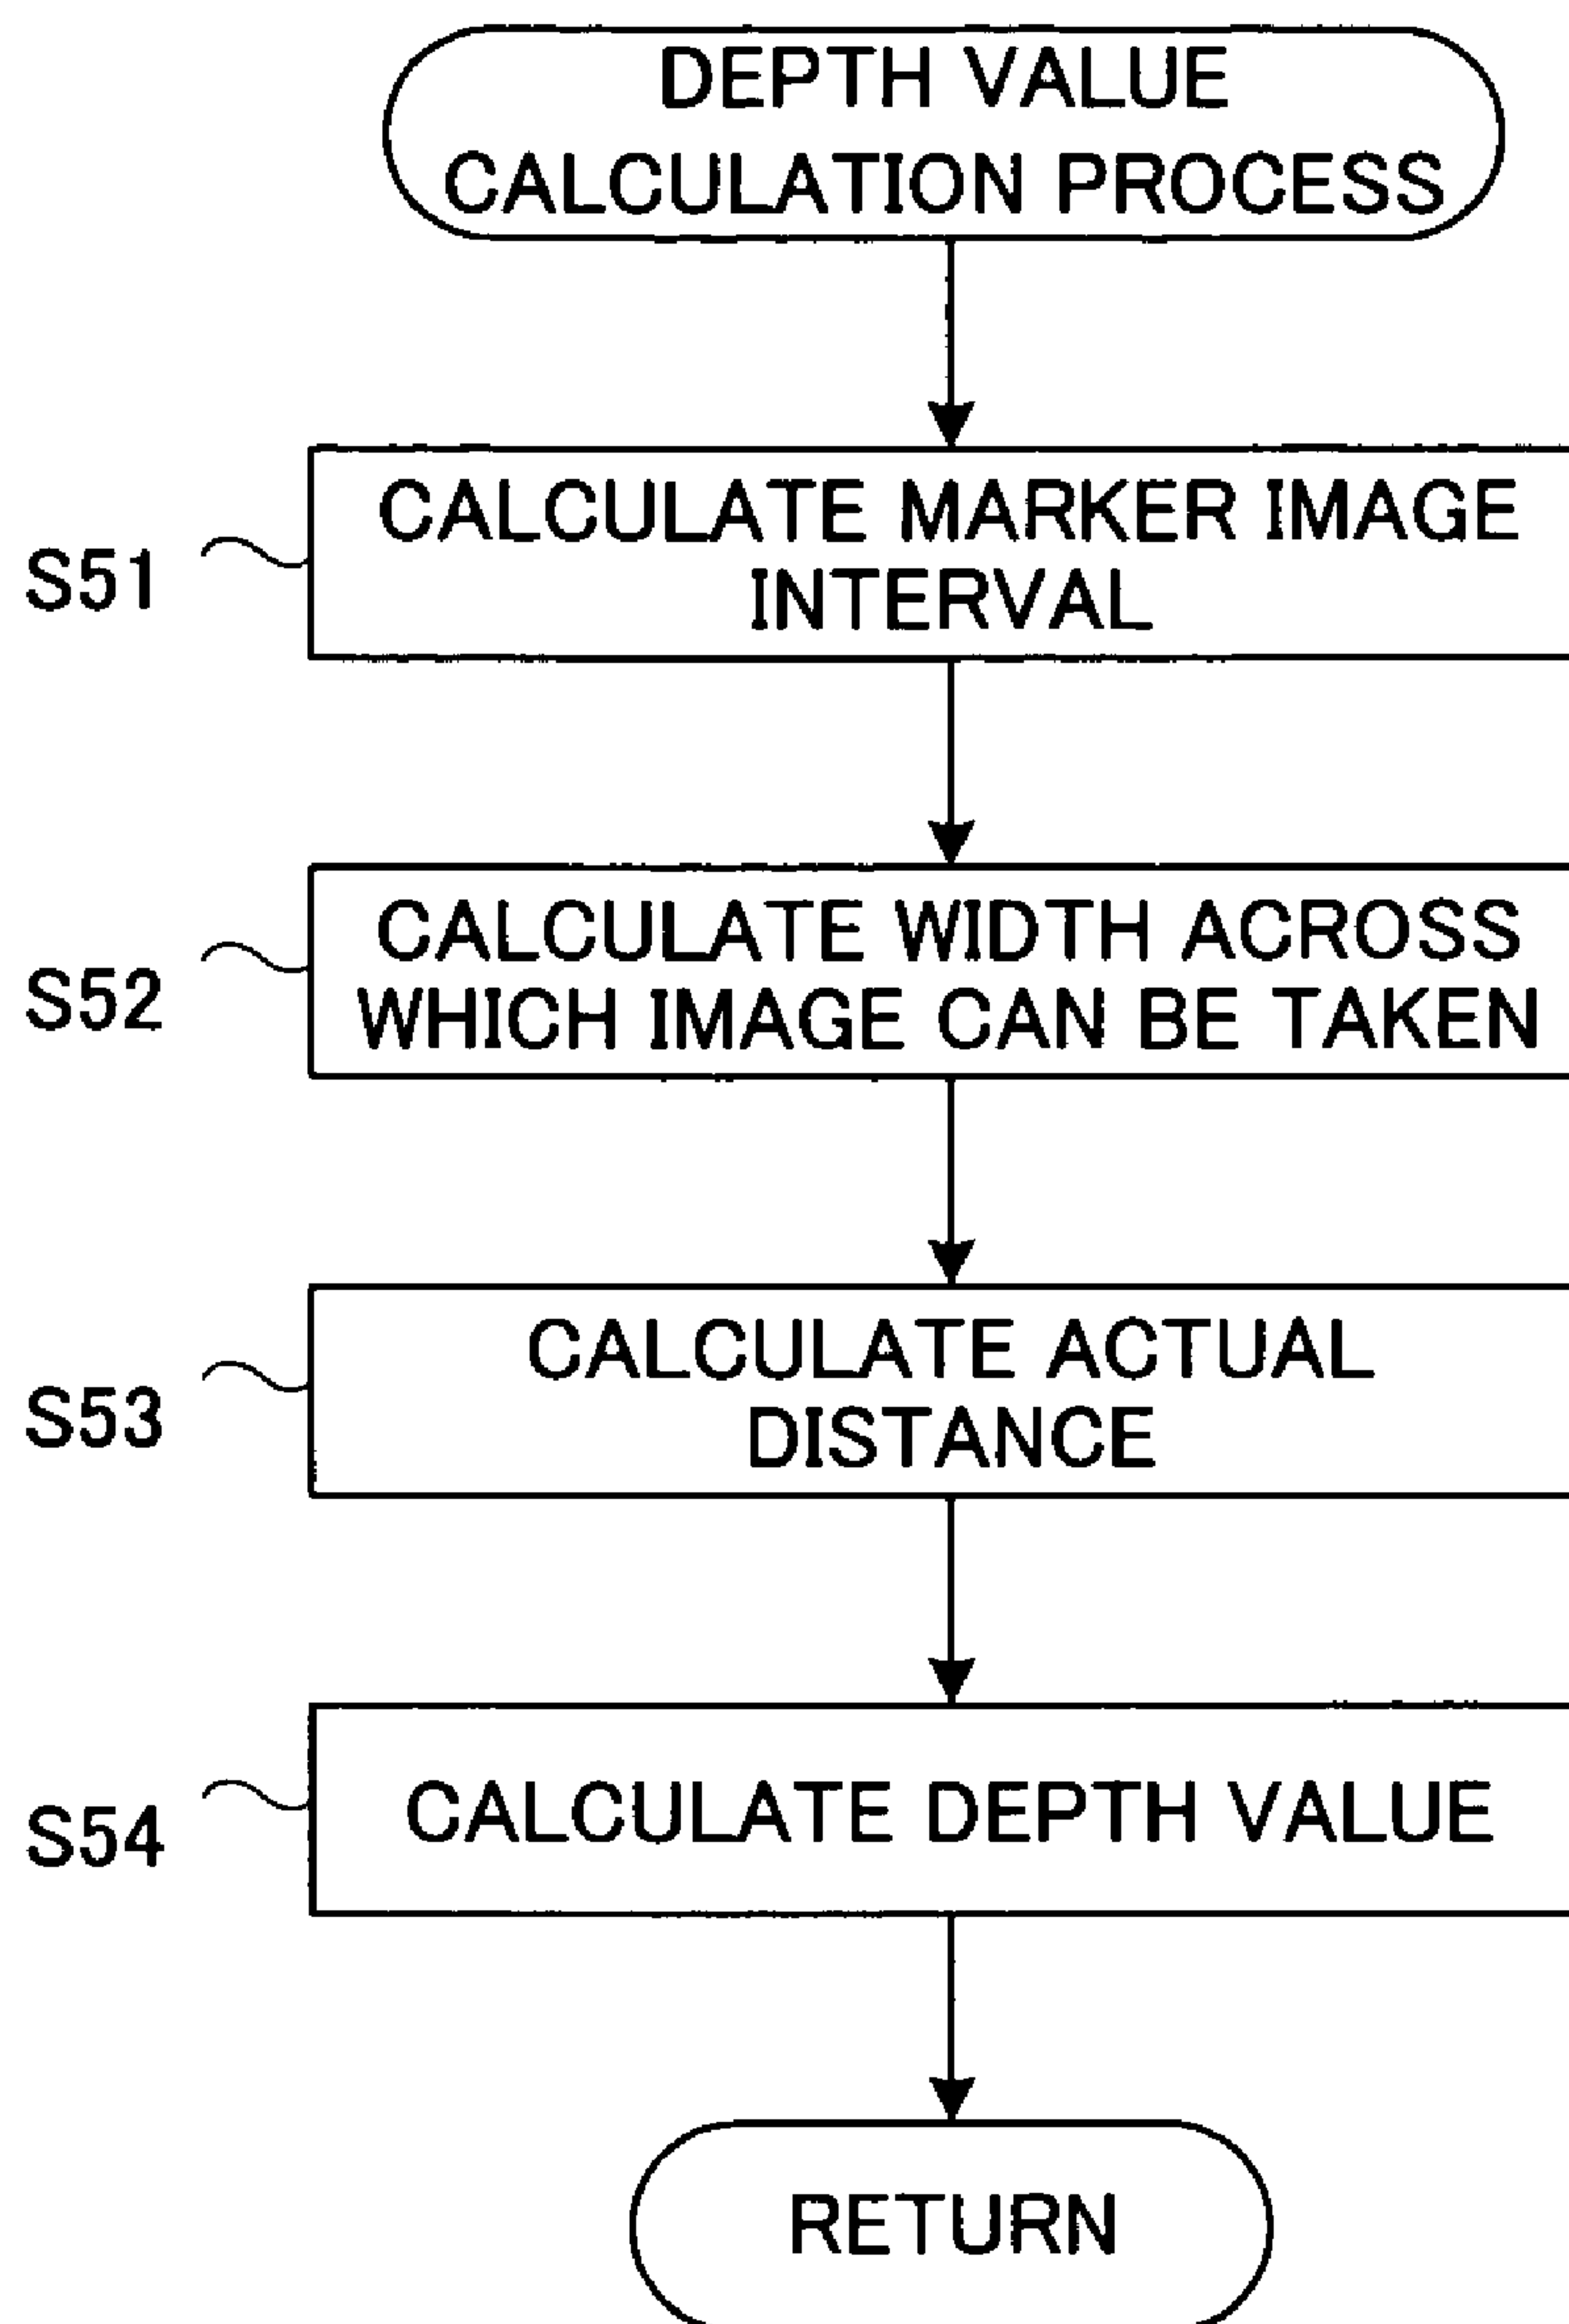 DEPTH VALUE
CALCULATION PROCESS
CALCULATE MARKER IMAGE
INTERVAL
S51
CALCULATE WIDTH ACROSS
WHICH IMAGE CAN BE TAKEN
S52
CALCULATE ACTUAL
DISTANCE
S53
CALCULATE DEPTH VALUE
S54
RETURN